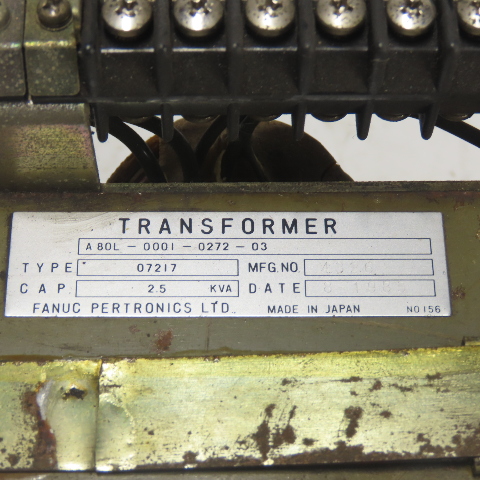 TRANSFORMER
A80L-0001-0272-03
TYPE 07217 MFG.NO.
CAP. 2.5 KVA DATE
FANUC PERTRONICS LTD. MADE IN JAPAN NO156